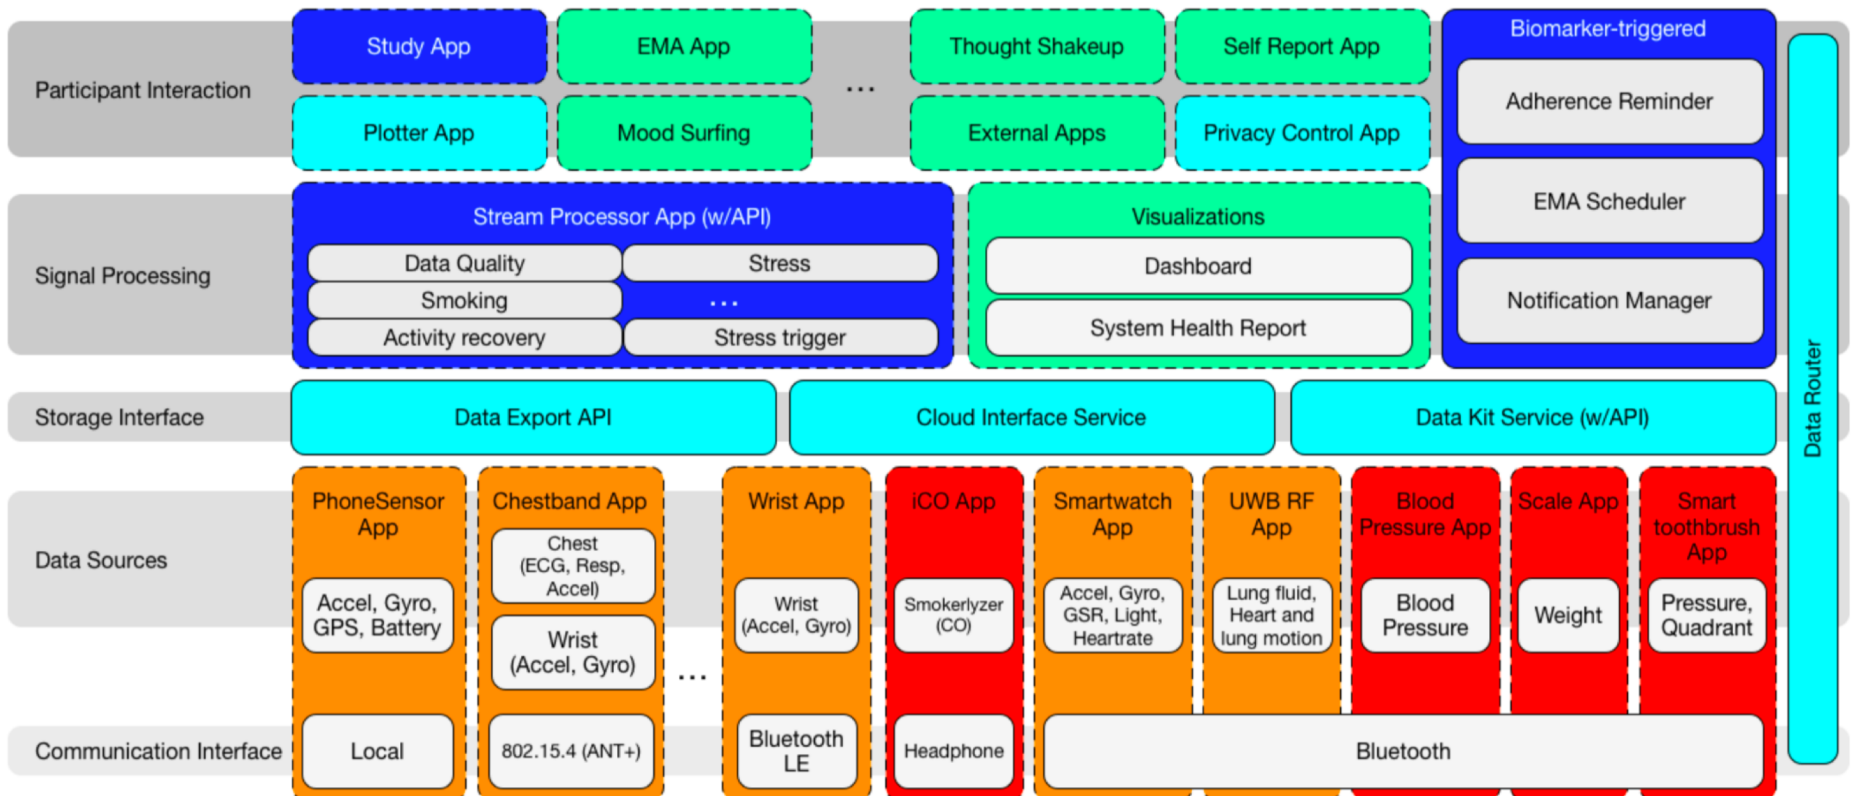 Participant Interaction
Study App
EMA App
...
Thought Shakeup
Self Report App
Plotter App
Mood Surfing
External Apps
Privacy Control App
Biomarker-triggered
Adherence Reminder
EMA Scheduler
Notification Manager
Signal Processing
Stream Processor App (w/API)
Data Quality
Stress
Smoking
...
Activity recovery
Stress trigger
Visualizations
Dashboard
System Health Report
Data Router
Storage Interface
Data Export API
Cloud Interface Service
Data Kit Service (w/API)
Data Sources
PhoneSensor
App
Accel, Gyro,
GPS, Battery
Chestband App
Chest
(ECG, Resp,
Accel)
Wrist
(Accel, Gyro)
...
Wrist App
Wrist
(Accel, Gyro)
iCO App
Smokerlyzer
(CO)
Smartwatch
App
Accel, Gyro,
GSR, Light,
Heartrate
UWB RF
App
Lung fluid,
Heart and
lung motion
Blood
Pressure App
Blood
Pressure
Scale App
Weight
Smart
toothbrush
App
Pressure,
Quadrant
Communication Interface
Local
802.15.4 (ANT+)
Bluetooth
LE
Headphone
Bluetooth